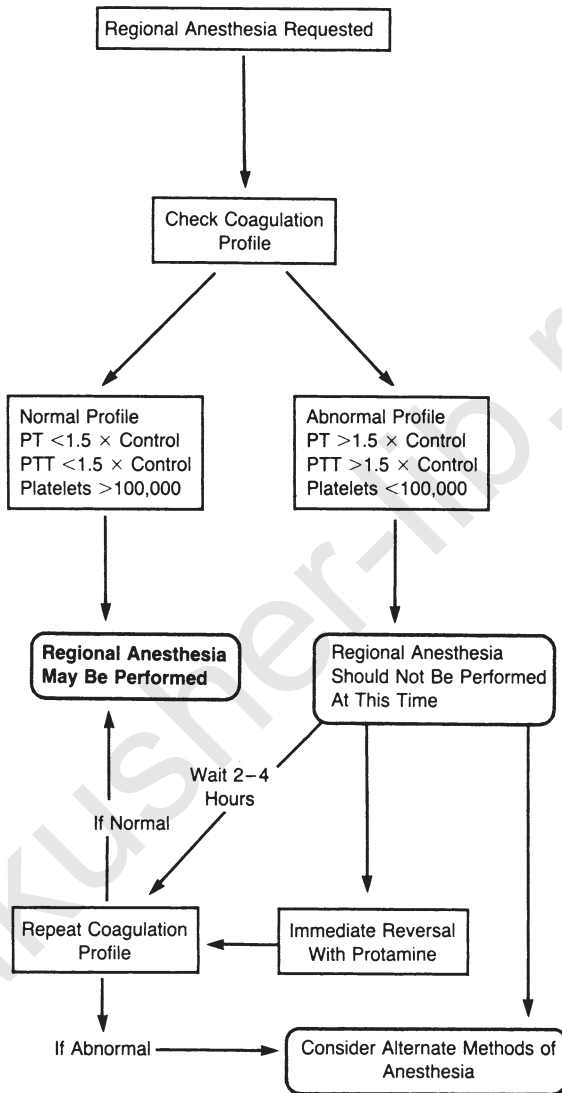 Regional Anesthesia Requested
Check Coagulation
Profile
Normal Profile
PT <1.5 × Control
PTT <1.5 × Control
Platelets >100,000
Abnormal Profile
PT >1.5 × Control
PTT >1.5 × Control
Platelets <100,000
Regional Anesthesia
May Be Performed
Regional Anesthesia
Should Not Be Performed
At This Time
Wait 2–4
Hours
If Normal
Repeat Coagulation
Profile
Immediate Reversal
With Protamine
If Abnormal
Consider Alternate Methods of
Anesthesia